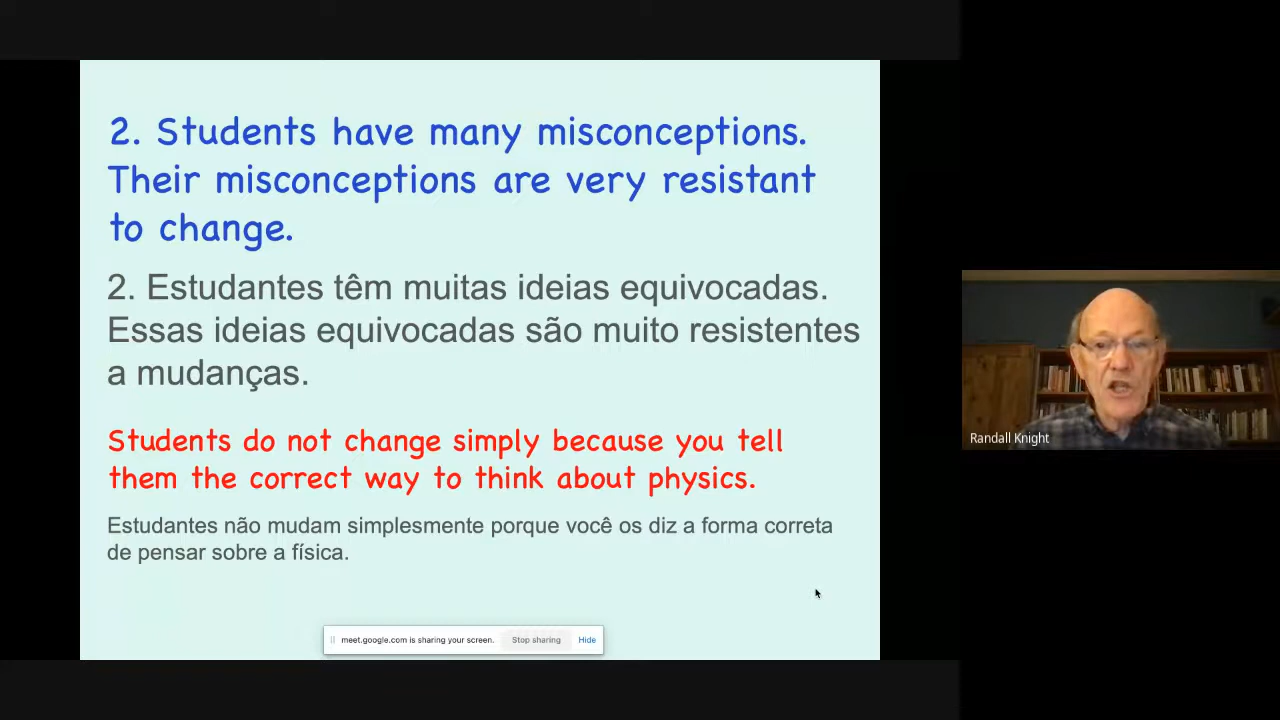 2. Students have many misconceptions.
Their misconceptions are very resistant
to change.
2. Estudantes têm muitas ideias equivocadas.
Essas ideias equivocadas são muito resistentes
a mudanças.
Students do not change simply because you tell
them the correct way to think about physics.
Estudantes não mudam simplesmente porque você os diz a forma correta
de pensar sobre a física.
meet.google.com is sharing your screen. Stop sharing Hide
Randall Knight